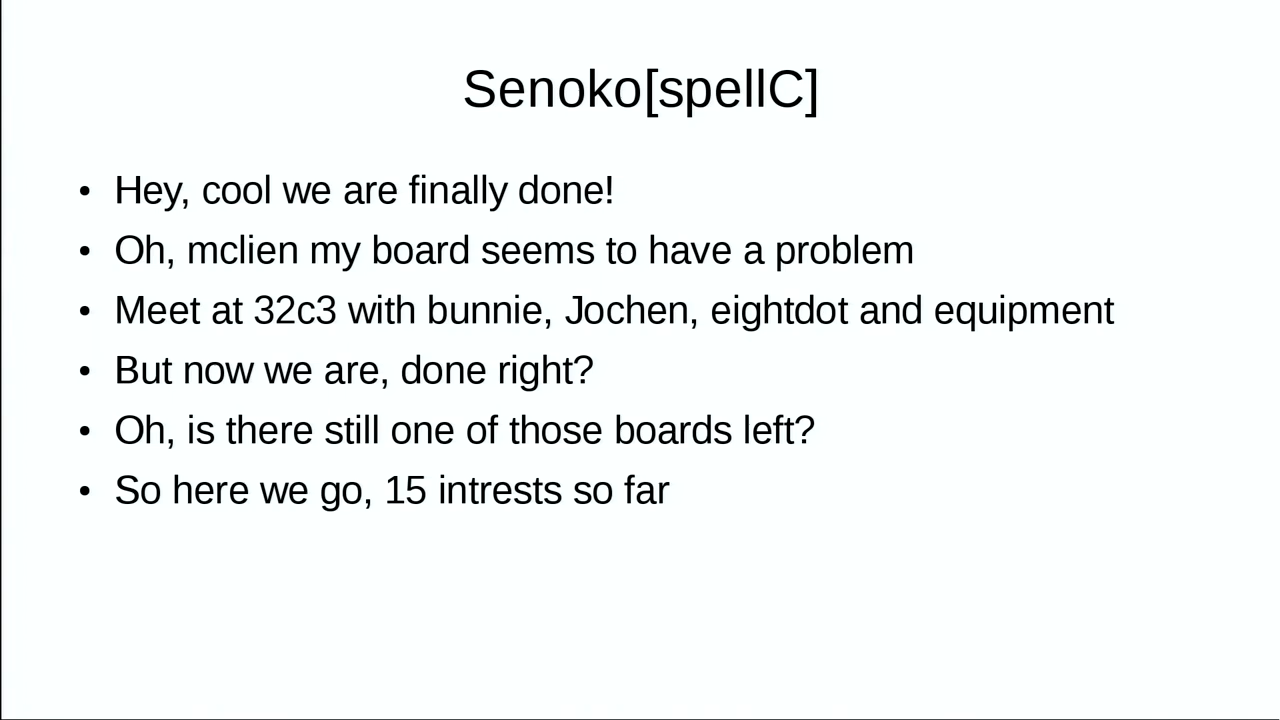 Senoko[spellC]
• Hey, cool we are finally done!
• Oh, mclien my board seems to have a problem
• Meet at 32c3 with bunnie, Jochen, eightdot and equipment
• But now we are, done right?
• Oh, is there still one of those boards left?
• So here we go, 15 intrests so far